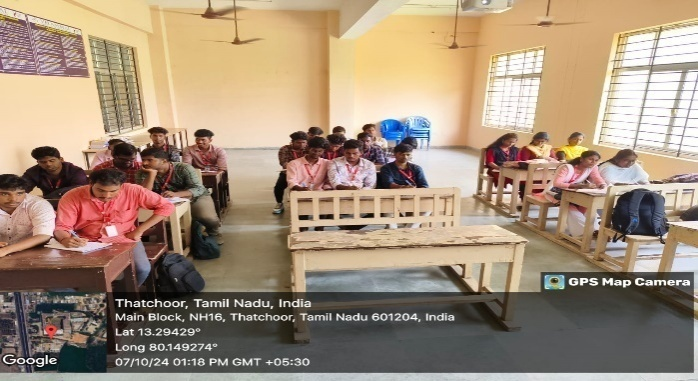 GPS Map Camera
Thatchoor, Tamil Nadu, India
Main Block, NH16, Thatchoor, Tamil Nadu 601204, India
Lat 13.29429°
Long 80.149274°
07/10/24 01:18 PM GMT +05:30
Google